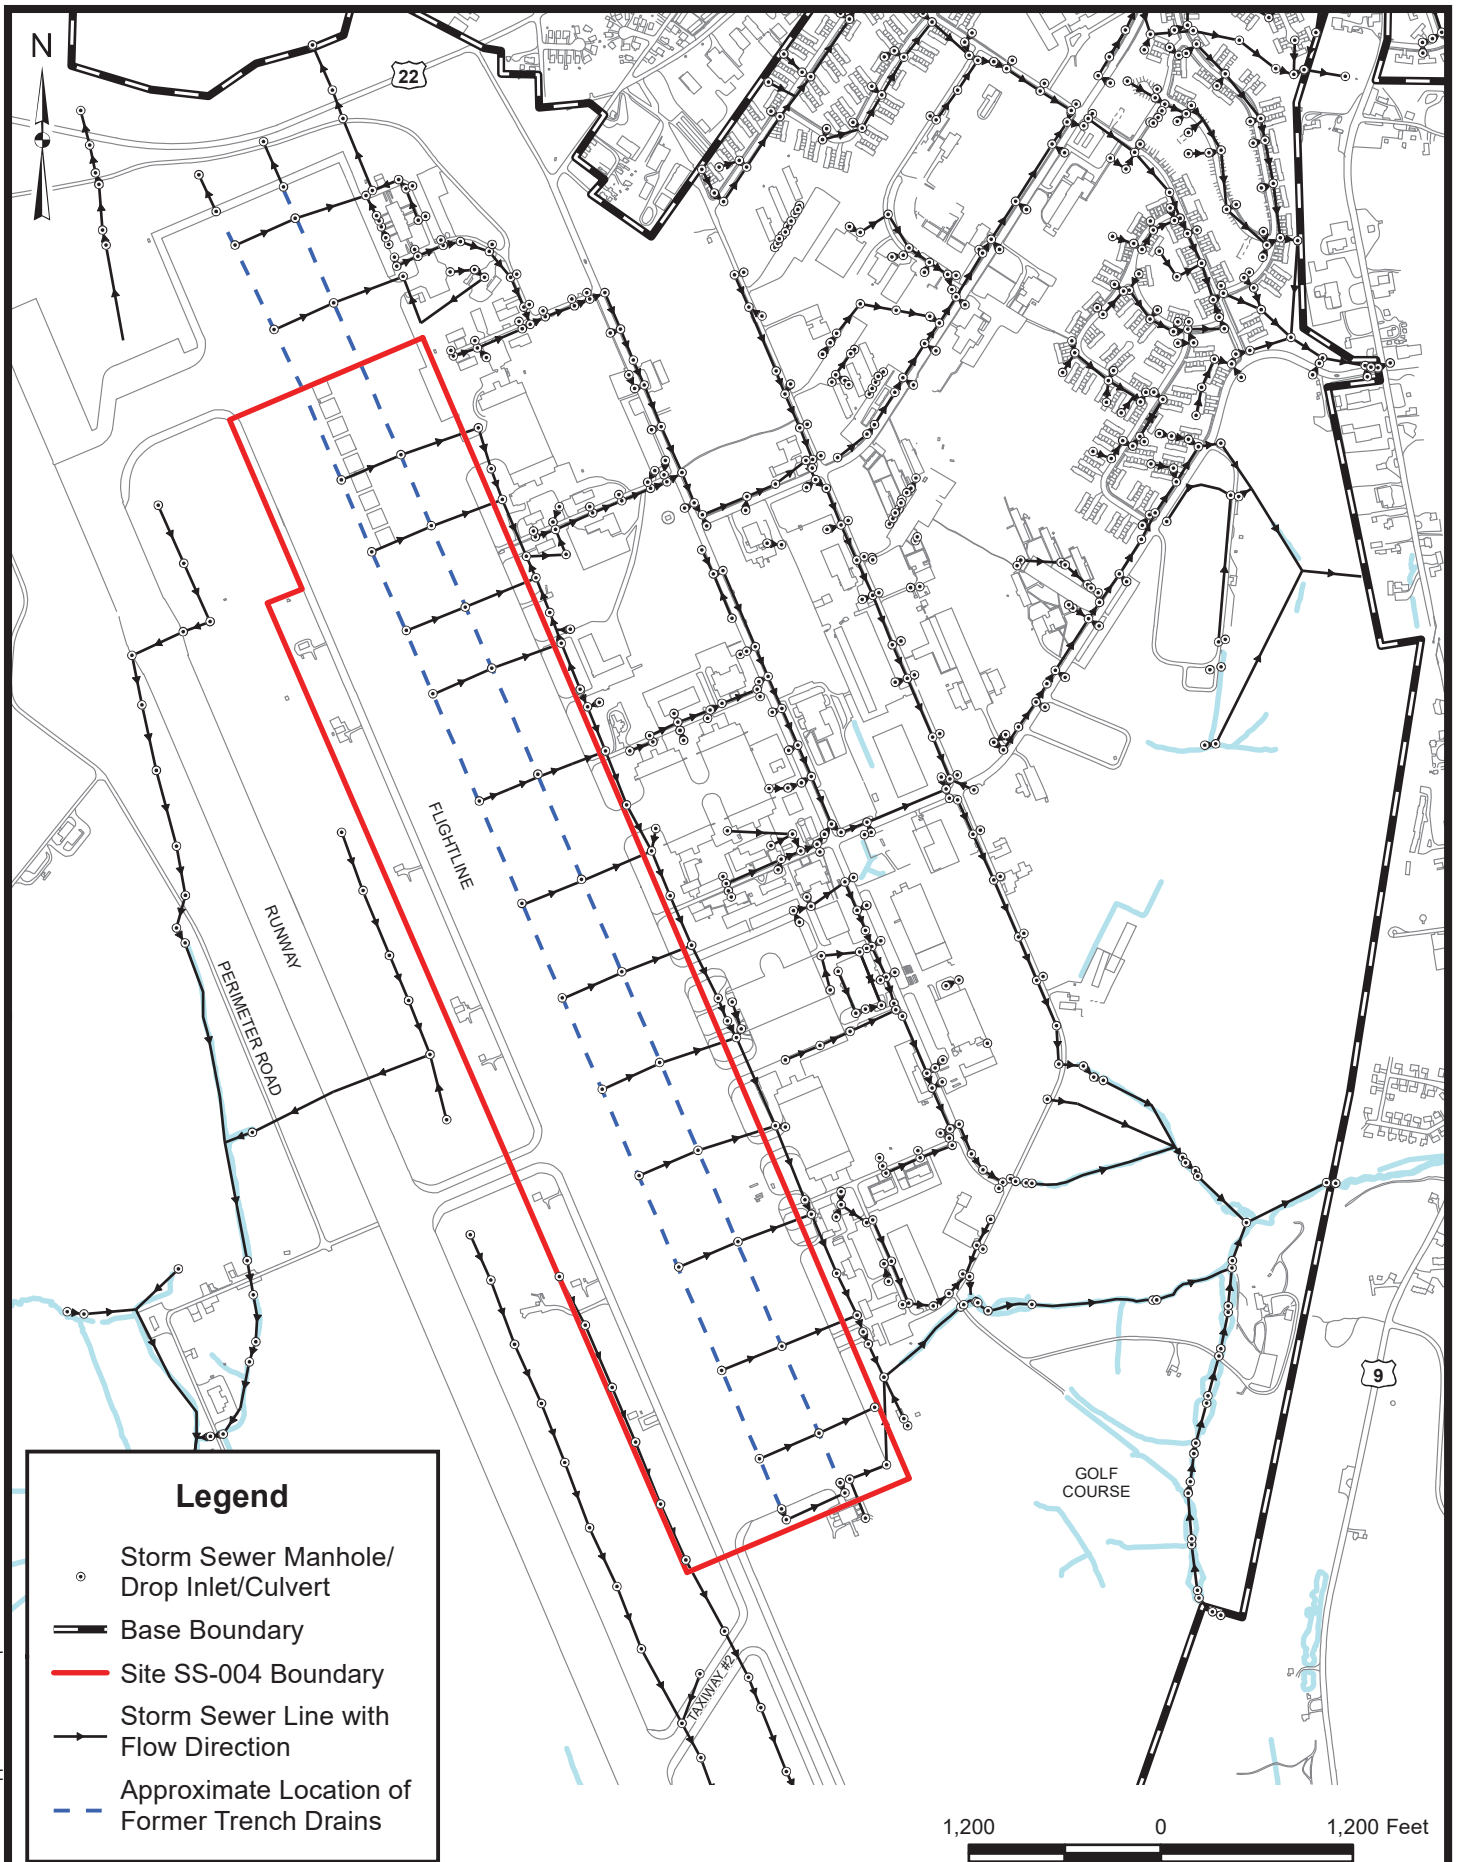 N
22
FLIGHTLINE
RUNWAY
PERIMETER ROAD
9
GOLF
COURSE
TAXIWAY #2
Legend
Storm Sewer Manhole/
Drop Inlet/Culvert
Base Boundary
Site SS-004 Boundary
Storm Sewer Line with
Flow Direction
Approximate Location of
Former Trench Drains
1,200 0 1,200 Feet